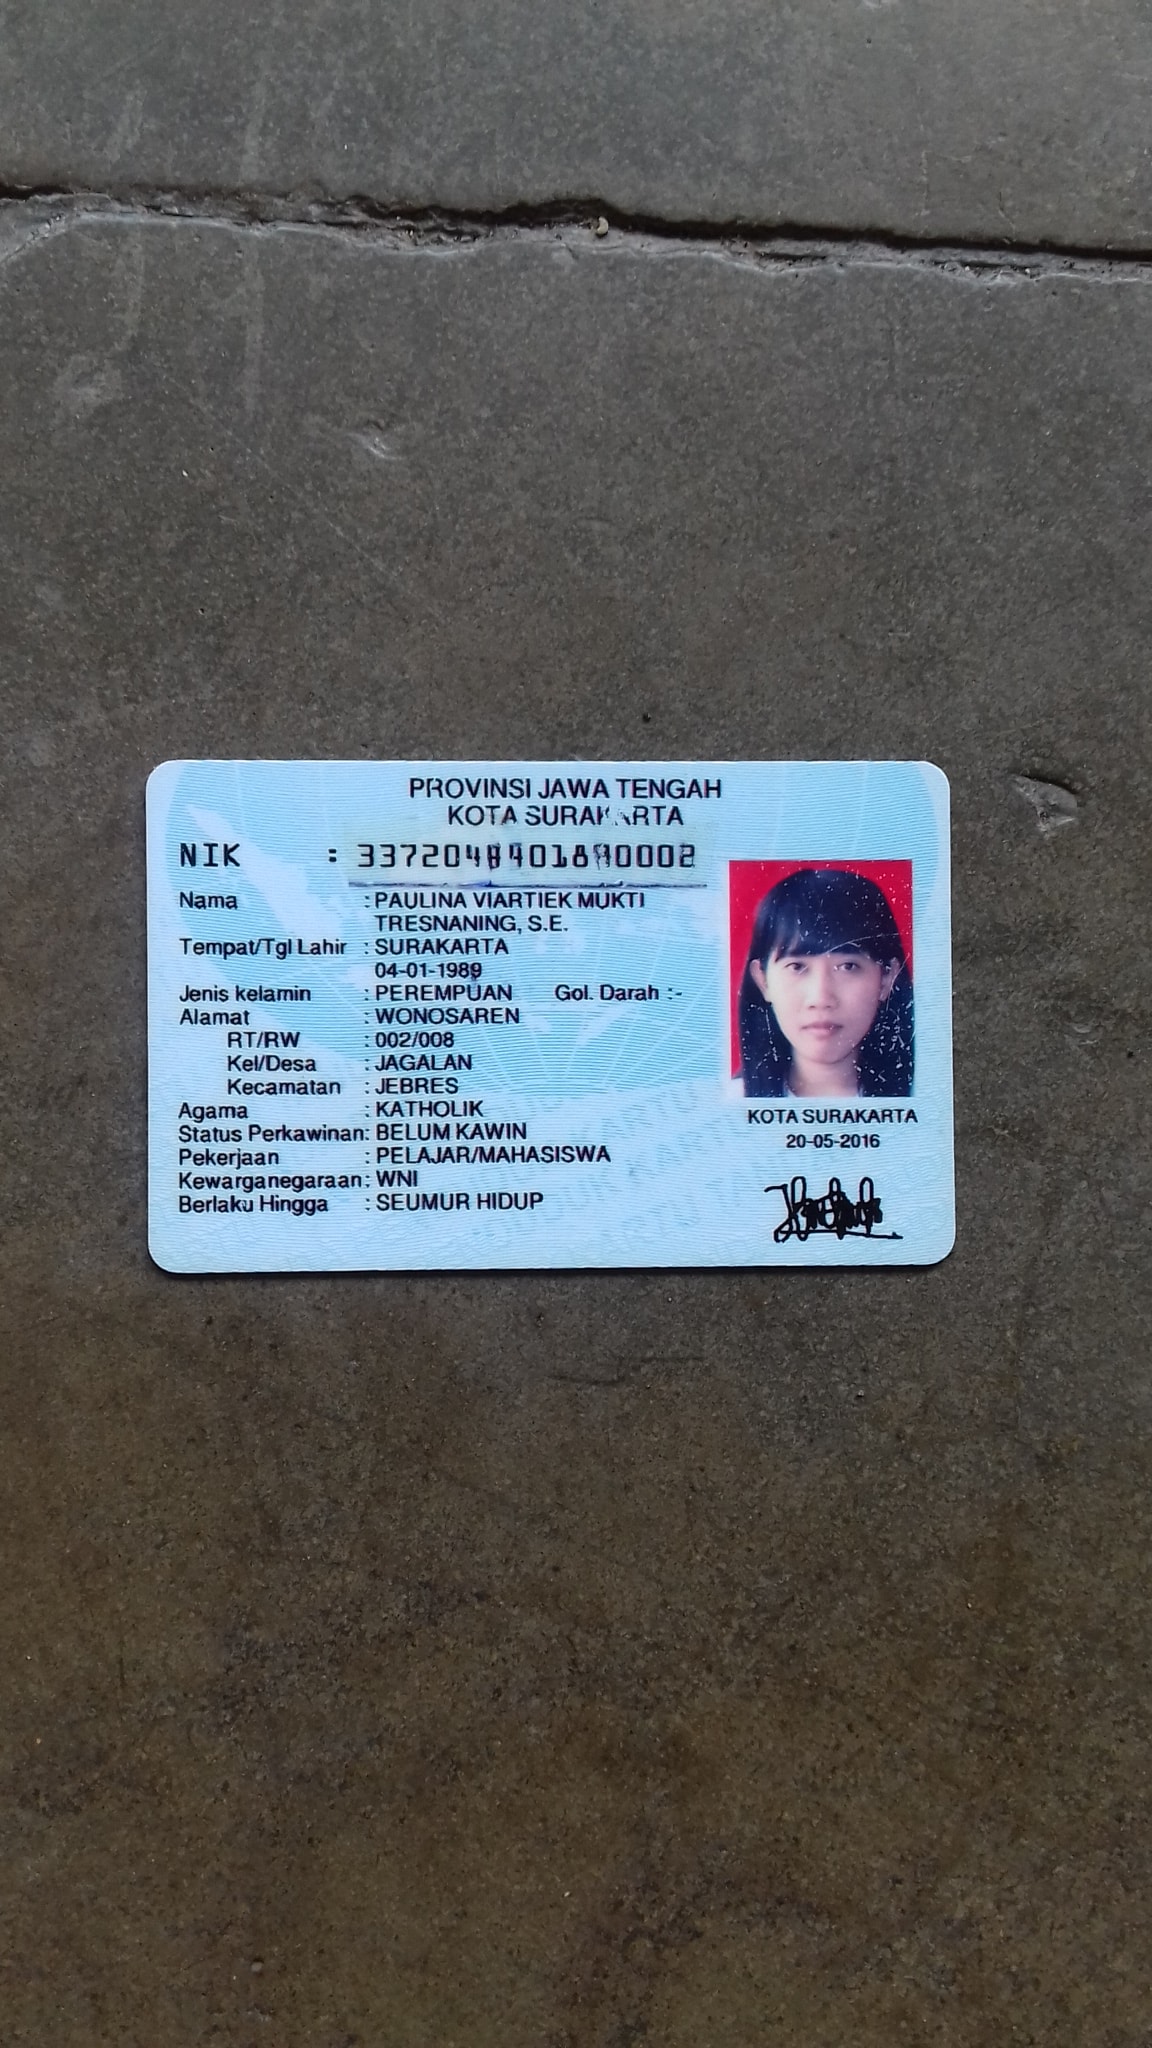 PROVINSI JAWA TENGAH
KOTA SURAKARTA
NIK :
Nama : PAULINA VIARTIEK MUKTI
TRESNANING, S.E.
Tempat/Tgl Lahir : SURAKARTA
04-01-1989
Jenis kelamin : PEREMPUAN Gol. Darah :-
Alamat : WONOSAREN
RT/RW : 002/008
Kel/Desa : JAGALAN
Kecamatan : JEBRES
Agama : KATHOLIK
Status Perkawinan: BELUM KAWIN
Pekerjaan : PELAJAR/MAHASISWA
Kewarganegaraan: WNI
Berlaku Hingga : SEUMUR HIDUP
KOTA SURAKARTA
20-05-2016